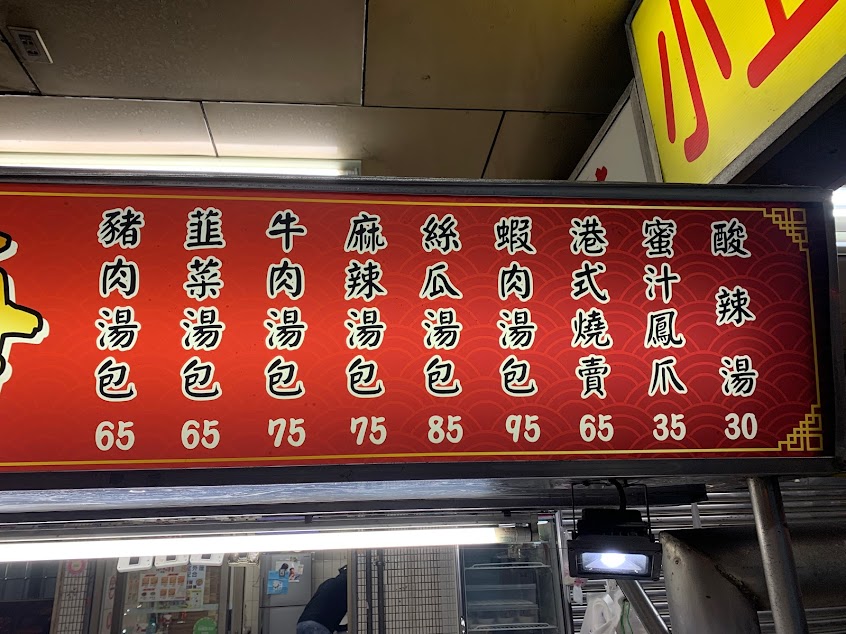 豬肉湯包 65
韮菜湯包 65
牛肉湯包 75
麻辣湯包 75
絲瓜湯包 85
蝦肉湯包 95
港式燒賣 65
蜜汁鳳爪 35
酸辣湯 30
小